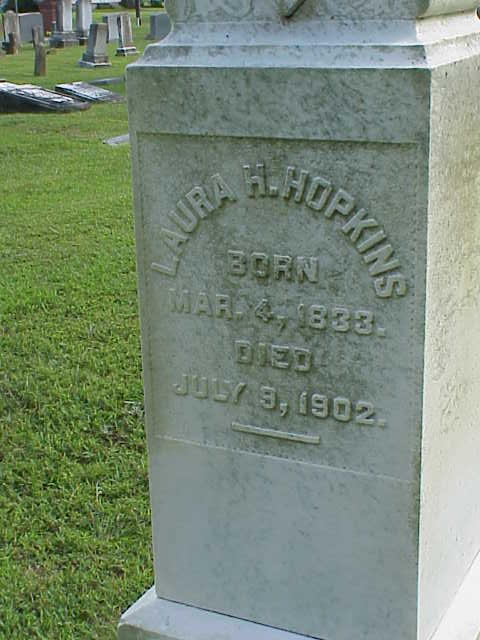 LAURA H. HOPKINS
BORN
MAR. 4, 1833.
DIED
JULY 9, 1902.